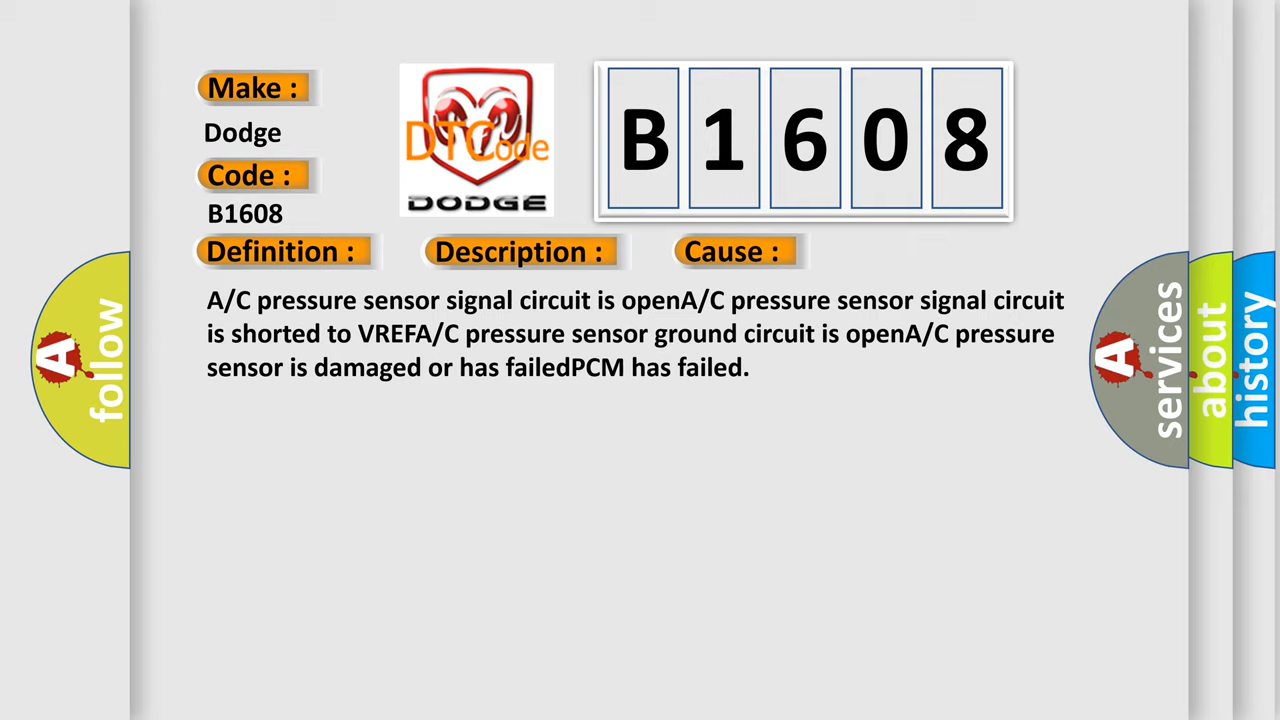 Make :
Dodge
Code :
B1608
DTCode
DODGE
B 1 6 0 8
Definition :
Description :
Cause :
A/C pressure sensor signal circuit is openA/C pressure sensor signal circuit
is shorted to VREFA/C pressure sensor ground circuit is openA/C pressure
sensor is damaged or has failedPCM has failed.
A follow
A services
about
history